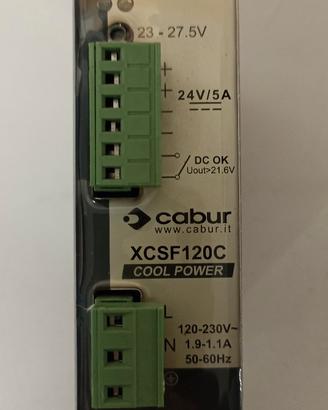 23 - 27.5V
+
+
24V/5A
-
-
DC OK
Uout>21.6V
cabur
www.cabur.it
XCSF120C
COOL POWER
L
120-230V~
N 1.9-1.1A
50-60Hz